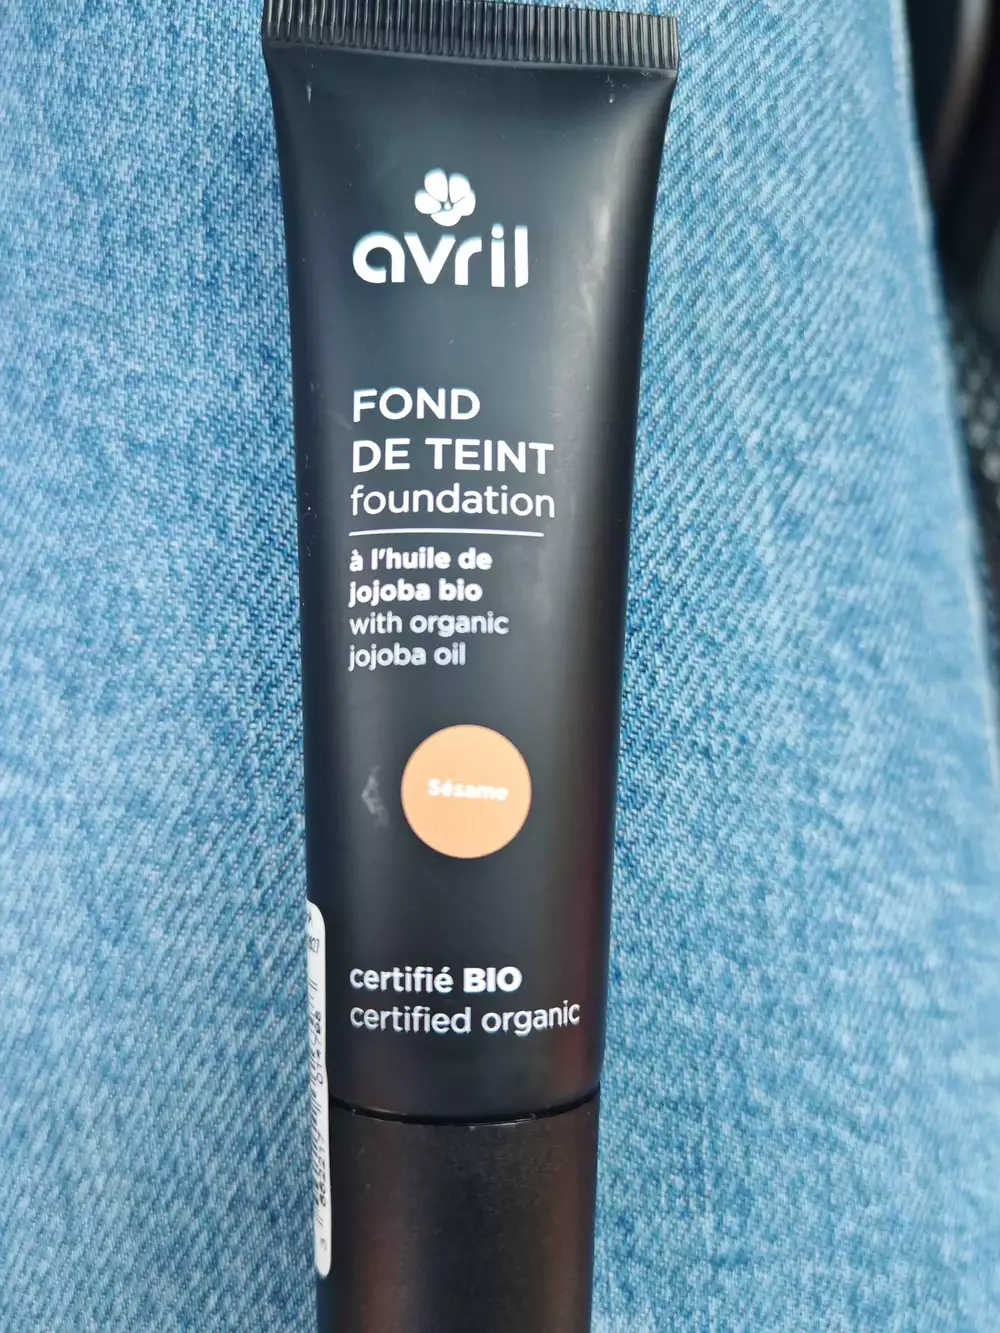 avril
FOND
DE TEINT
foundation
à l'huile de
jojoba bio
with organic
jojoba oil
Sésame
certifié BIO
certified organic